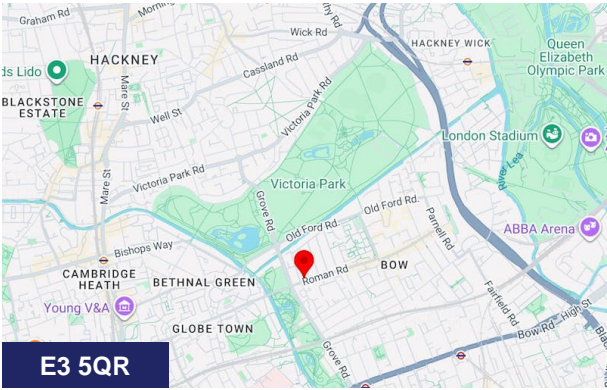 Graham Rd
Morning
Wick Rd
HACKNEY WICK
HACKNEY
Cassland Rd
Queen
Elizabeth
Olympic Park
ds Lido
Mare St
BLACKSTONE
ESTATE
Well St
Victoria Park Rd
London Stadium
River Lea
Victoria Park Rd
Mare St
Victoria Park
Grove Rd
Old Ford Rd
Old Ford Rd
Parnell Rd
ABBA Arena
Bishops Way
CAMBRIDGE
HEATH
BETHNAL GREEN
Roman Rd
BOW
Young V&A
Fairfield Rd
GLOBE TOWN
Bow Rd
High St
Grove Rd
E3 5QR